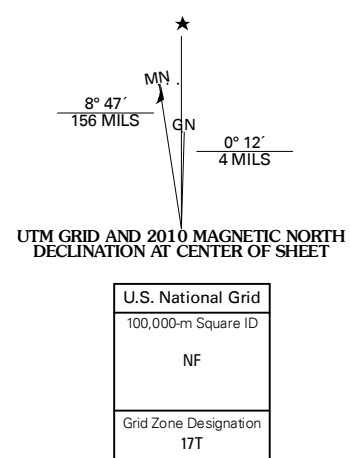 MN
8° 47´
156 MILS
GN
0° 12´
4 MILS
UTM GRID AND 2010 MAGNETIC NORTH
DECLINATION AT CENTER OF SHEET
U.S. National Grid
100,000-m Square ID
NF
Grid Zone Designation
17T